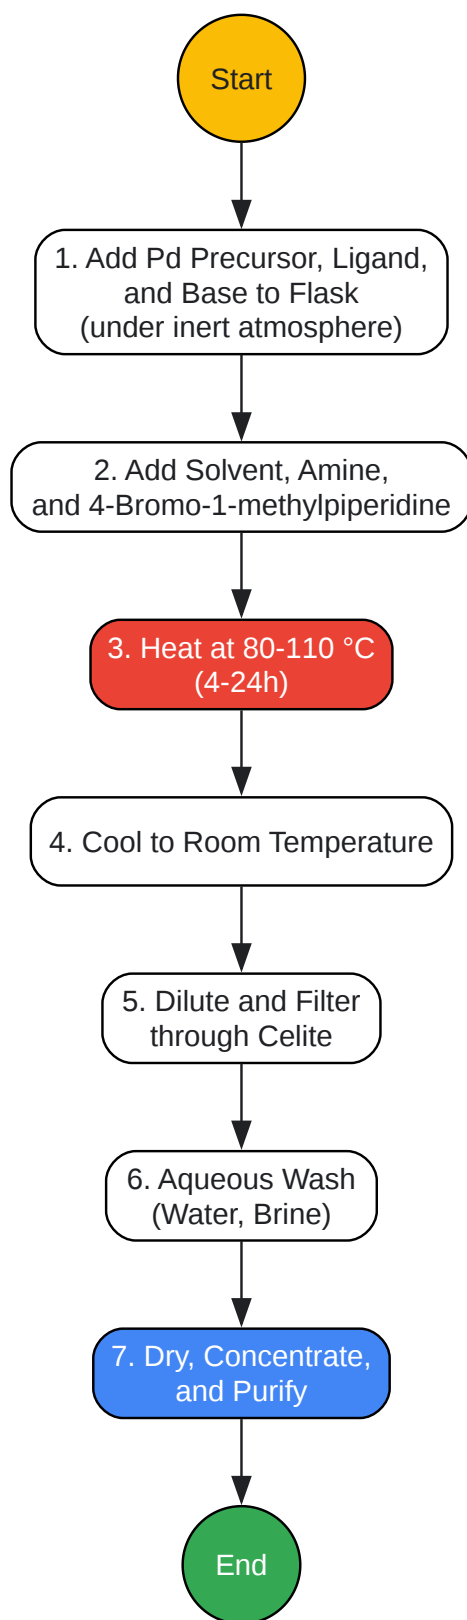 Start
1. Add Pd Precursor, Ligand,
and Base to Flask
(under inert atmosphere)
2. Add Solvent, Amine,
and 4-Bromo-1-methylpiperidine
3. Heat at 80-110 °C
(4-24h)
4. Cool to Room Temperature
5. Dilute and Filter
through Celite
6. Aqueous Wash
(Water, Brine)
7. Dry, Concentrate,
and Purify
End